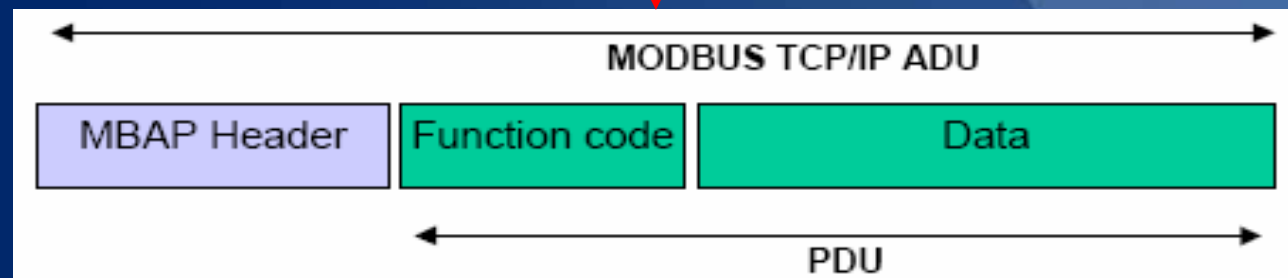 MODBUS TCP/IP ADU
MBAP Header Function code Data
PDU